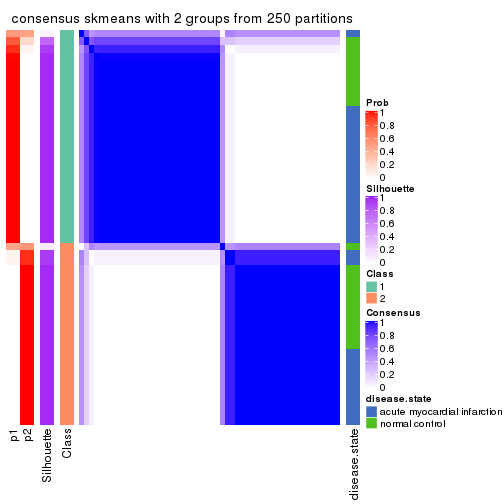 consensus skmeans with 2 groups from 250 partitions
Prob
1
0.8
0.6
0.4
0.2
0
Silhouette
1
0.8
0.6
0.4
0.2
0
Class
1
2
Consensus
1
0.8
0.6
0.4
0.2
0
disease.state
acute myocardial infarction
normal control
p1
p2
Silhouette
Class
disease.state